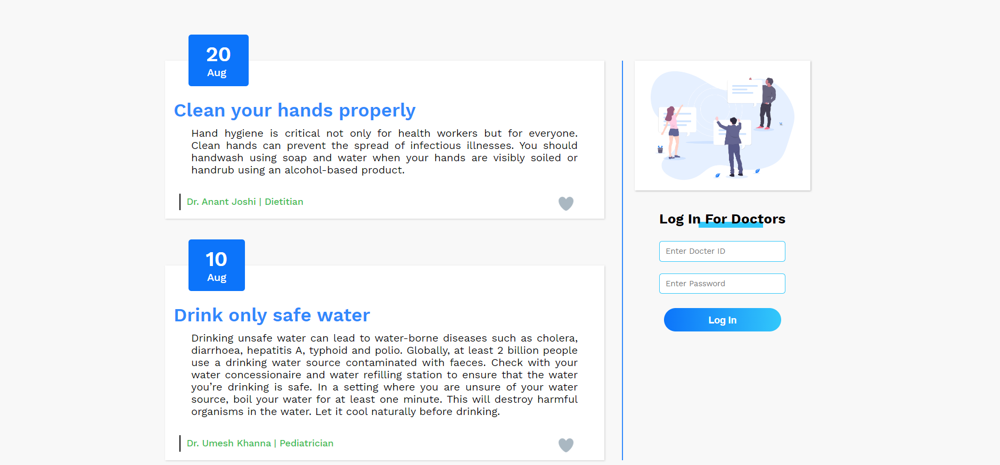 20
Aug
Clean your hands properly
Hand hygiene is critical not only for health workers but for everyone.
Clean hands can prevent the spread of infectious illnesses. You should
handwash using soap and water when your hands are visibly soiled or
handrub using an alcohol-based product.
Dr. Anant Joshi | Dietitian
10
Aug
Drink only safe water
Drinking unsafe water can lead to water-borne diseases such as cholera,
diarrhoea, hepatitis A, typhoid and polio. Globally, at least 2 billion people
use a drinking water source contaminated with faeces. Check with your
water concessionaire and water refilling station to ensure that the water
you’re drinking is safe. In a setting where you are unsure of your water
source, boil your water for at least one minute. This will destroy harmful
organisms in the water. Let it cool naturally before drinking.
Dr. Umesh Khanna | Pediatrician
Log In For Doctors
Enter Docter ID
Enter Password
Log In